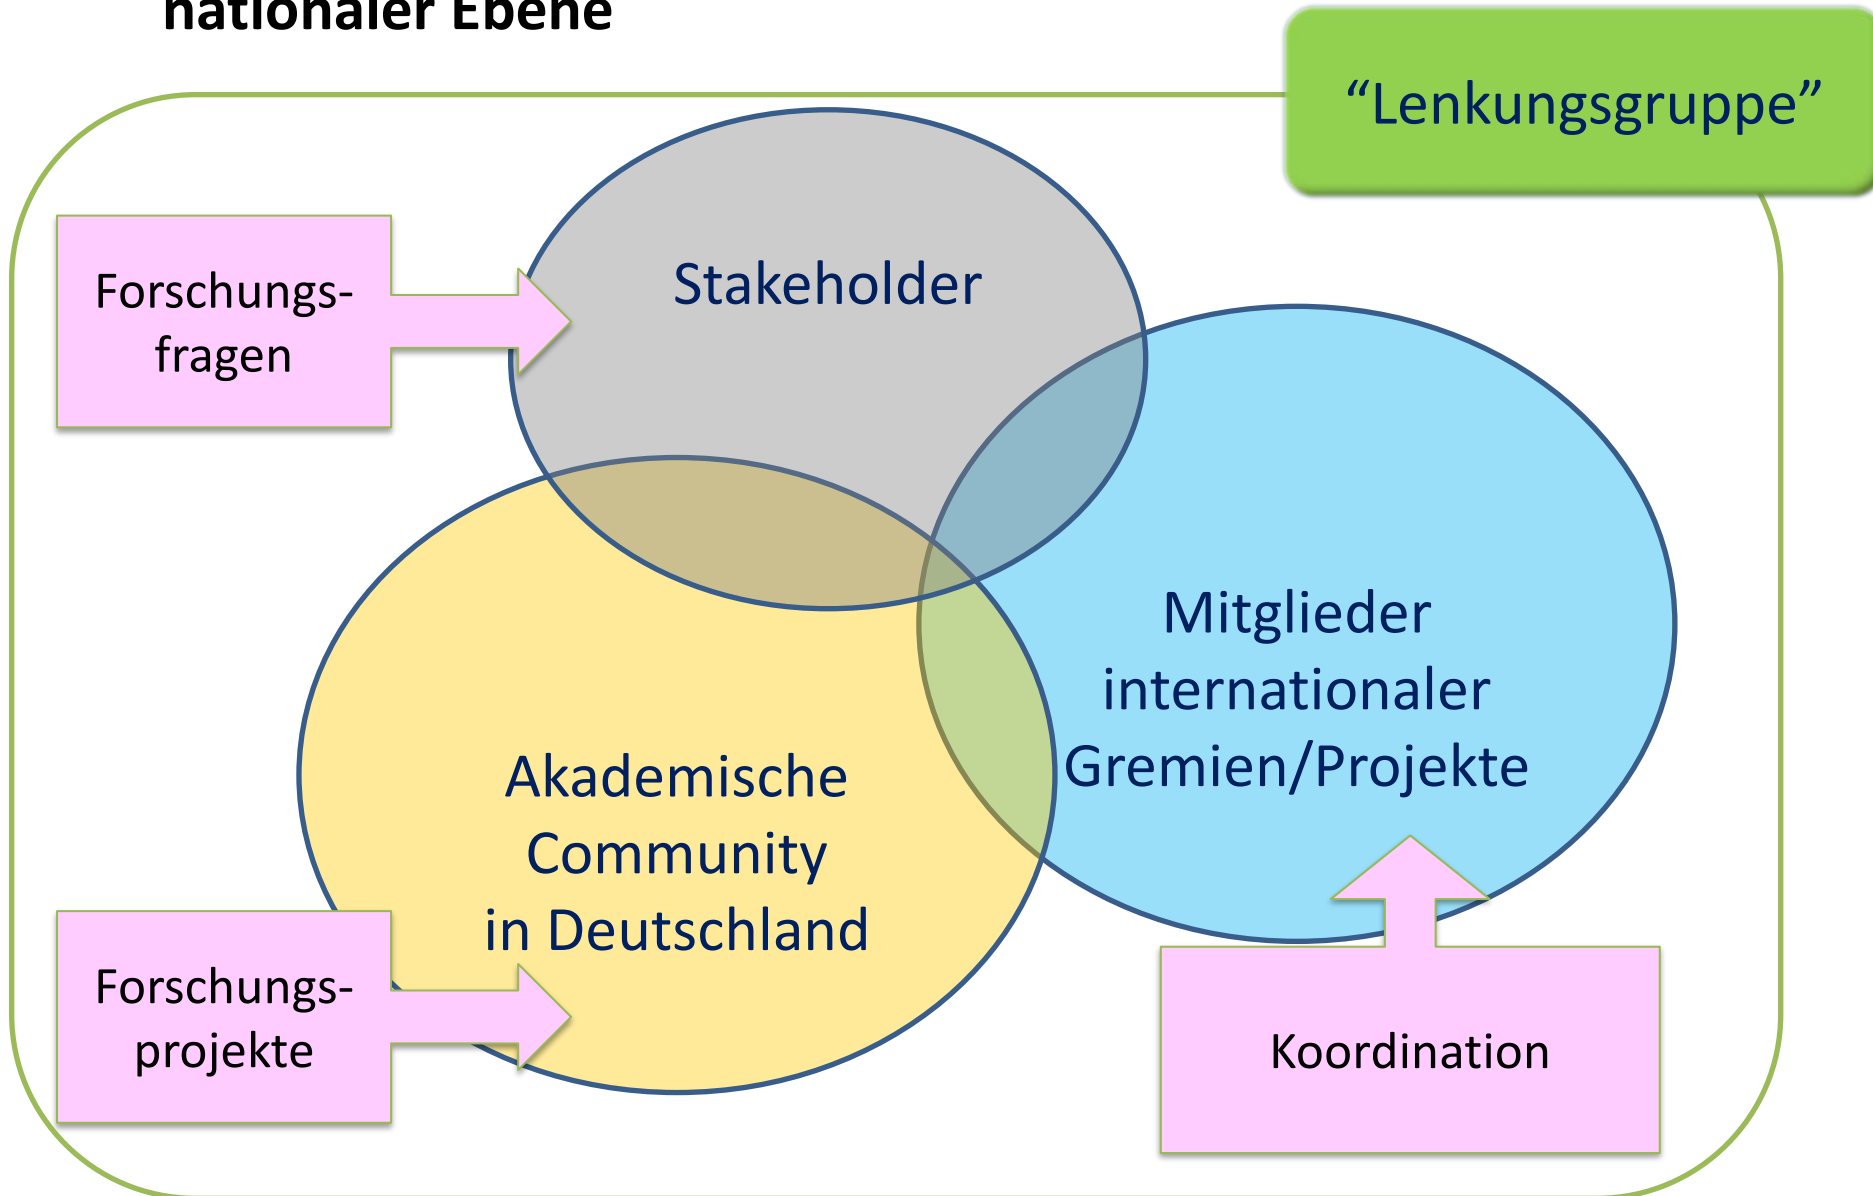 nationaler Ebene
“Lenkungsgruppe”
Forschungs-
fragen
Stakeholder
Mitglieder
internationaler
Gremien/Projekte
Akademische
Community
in Deutschland
Forschungs-
projekte
Koordination